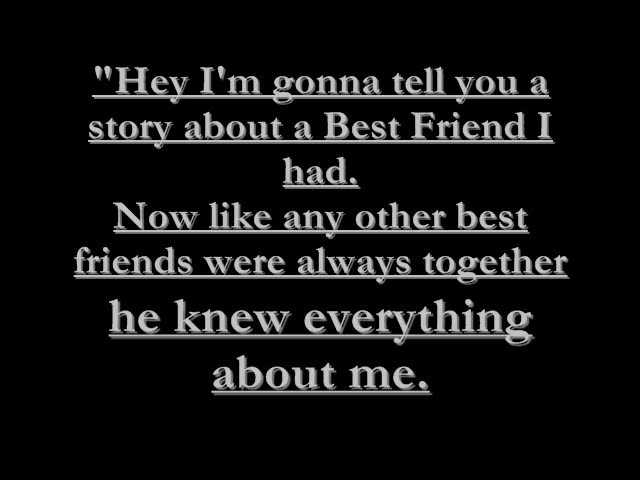 "Hey I'm gonna tell you a
story about a Best Friend I
had.
Now like any other best
friends were always together
he knew everything
about me.